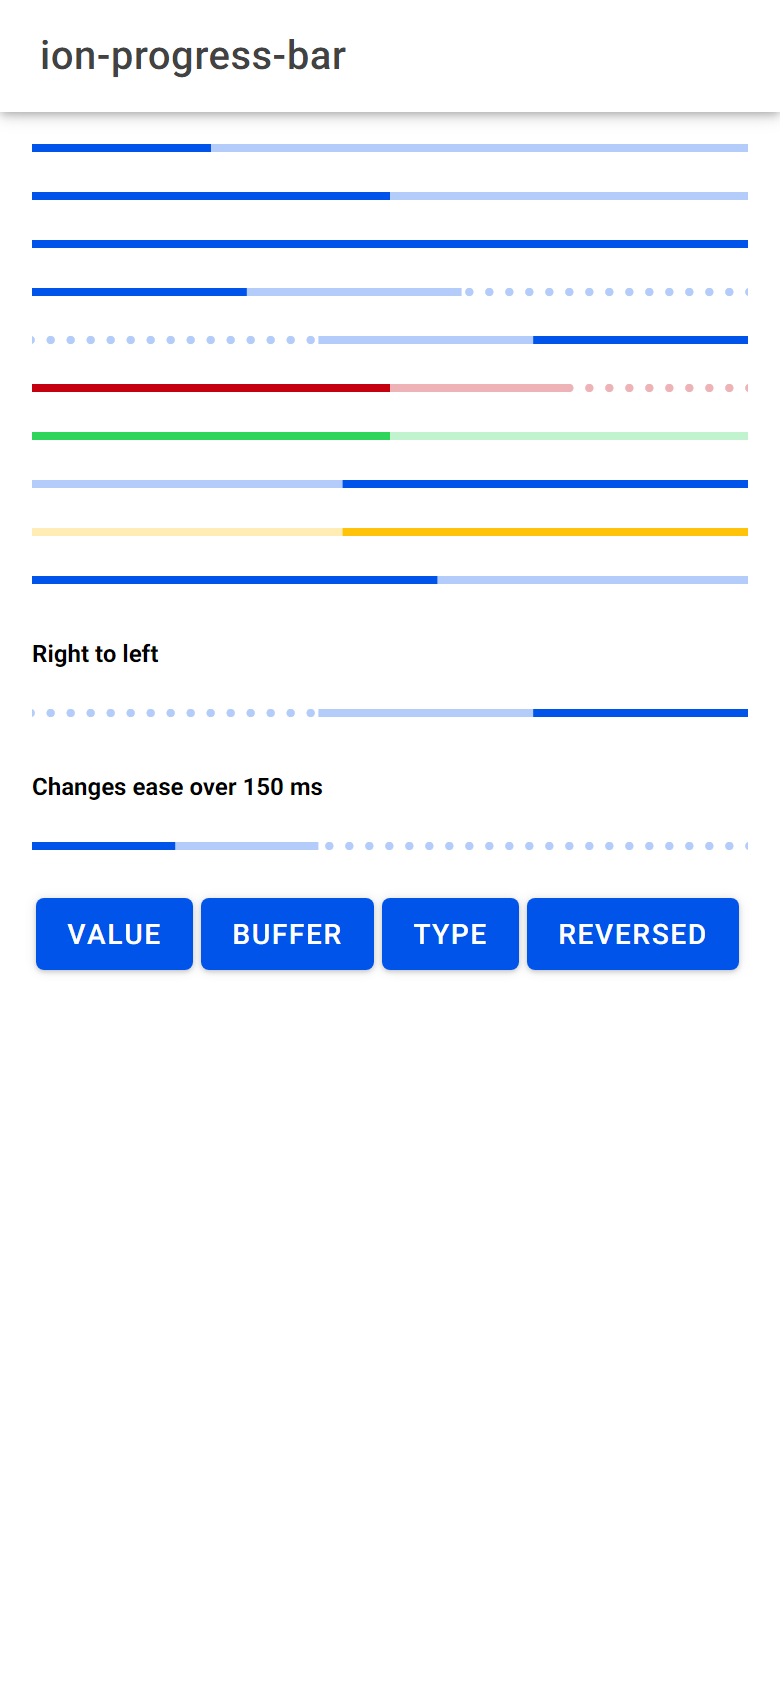 ion-progress-bar
Right to left
Changes ease over 150 ms
VALUE BUFFER TYPE REVERSED